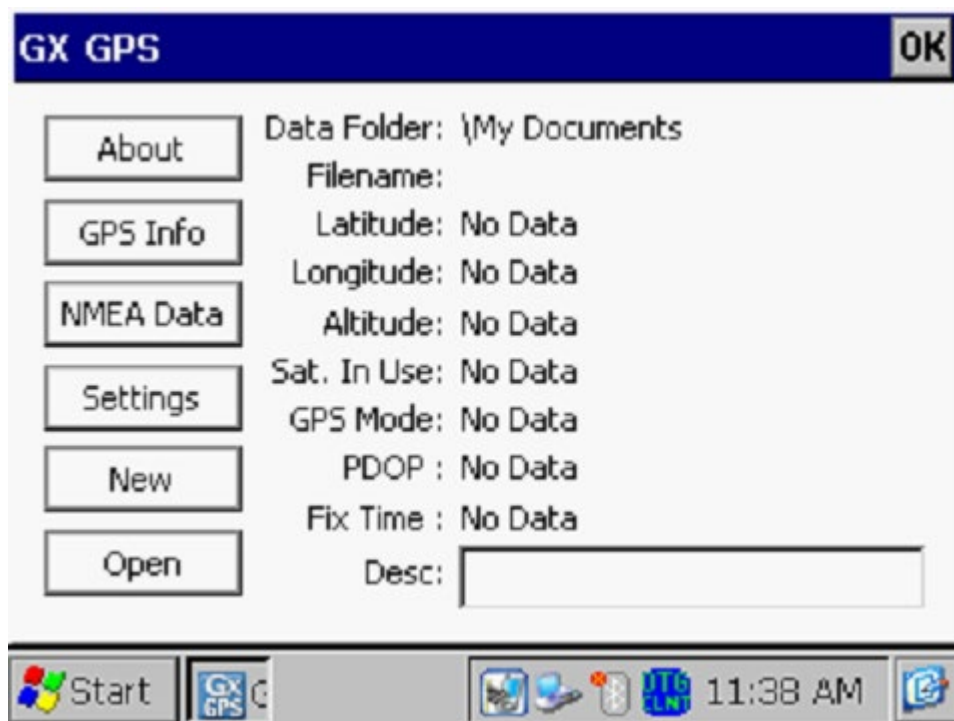 GX GPS OK
About
GPS Info
NMEA Data
Settings
New
Open
Data Folder: \My Documents
Filename:
Latitude: No Data
Longitude: No Data
Altitude: No Data
Sat. In Use: No Data
GPS Mode: No Data
PDOP : No Data
Fix Time : No Data
Desc:
Start
GX GPS
11:38 AM